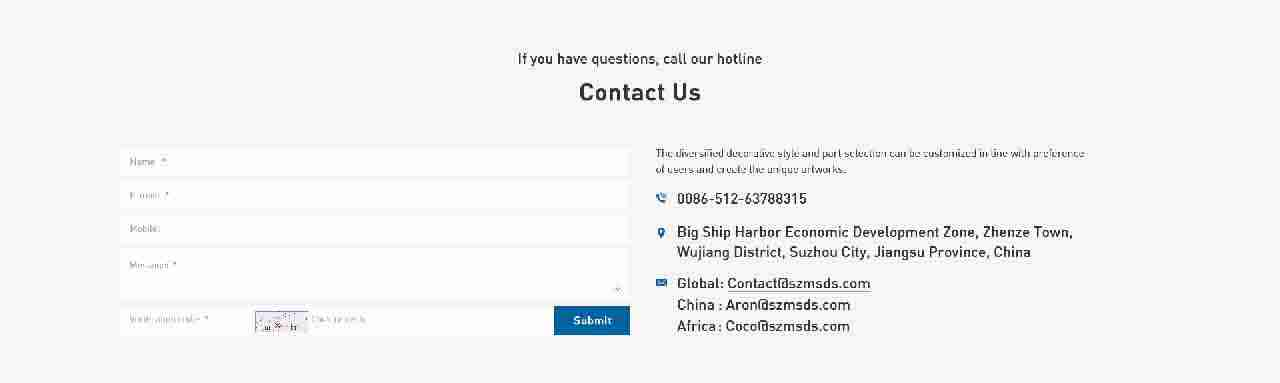 If you have questions, call our hotline
Contact Us
Name *
E-mail *
Mobile:
Message *
Verification code *
Submit
The diversified decorative style and part selection can be customized in line with preference
of users and create the unique artworks.
0086-512-63788315
Big Ship Harbor Economic Development Zone, Zhenze Town,
Wujiang District, Suzhou City, Jiangsu Province, China
Global: Contact@szmsds.com
China : Aron@szmsds.com
Africa : Coco@szmsds.com